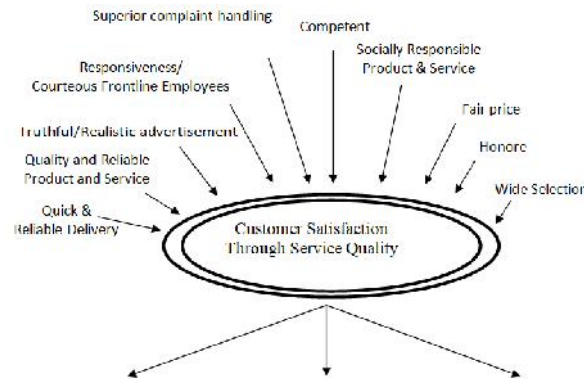 Superior complaint handling
Competent
Socially Responsible
Product & Service
Responsiveness/
Courteous Frontline Employees
Fair price
Truthful/Realistic advertisement
Honore
Quality and Reliable
Product and Service
Wide Selection
Quick &
Reliable Delivery
Customer Satisfaction
Through Service Quality